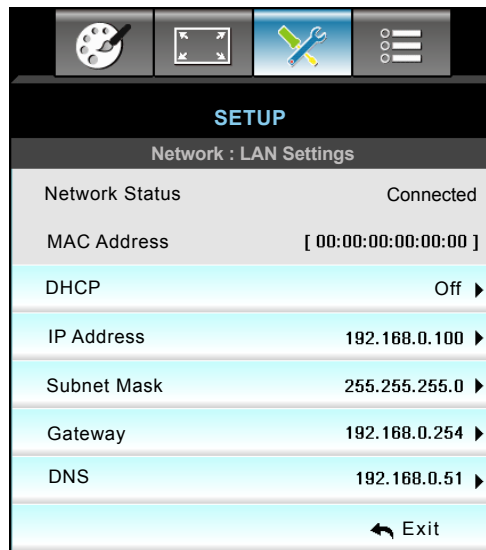 SETUP
Network : LAN Settings
Network Status Connected
MAC Address [ 00:00:00:00:00:00 ]
DHCP Off
IP Address 192.168.0.100
Subnet Mask 255.255.255.0
Gateway 192.168.0.254
DNS 192.168.0.51
Exit